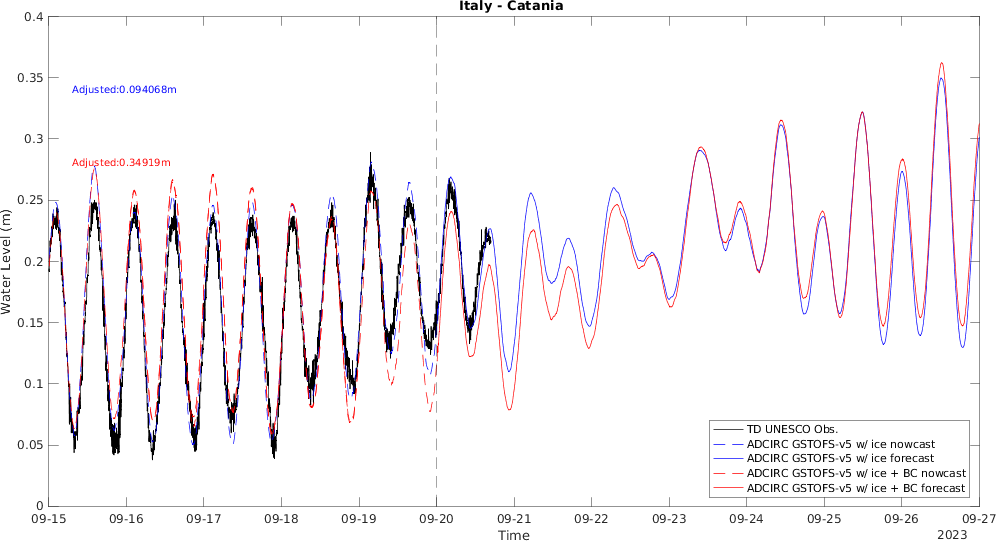 Italy - Catania
0.4
0.35
0.3
0.25
0.2
0.15
0.1
0.05
0
Water Level (m)
Adjusted:0.094068m
Adjusted:0.34919m
TD UNESCO Obs.
ADCIRC GSTOFS-v5 w/ ice nowcast
ADCIRC GSTOFS-v5 w/ ice forecast
ADCIRC GSTOFS-v5 w/ ice + BC nowcast
ADCIRC GSTOFS-v5 w/ ice + BC forecast
09-15 09-16 09-17 09-18 09-19 09-20 09-21 09-22 09-23 09-24 09-25 09-26 09-27
Time
2023